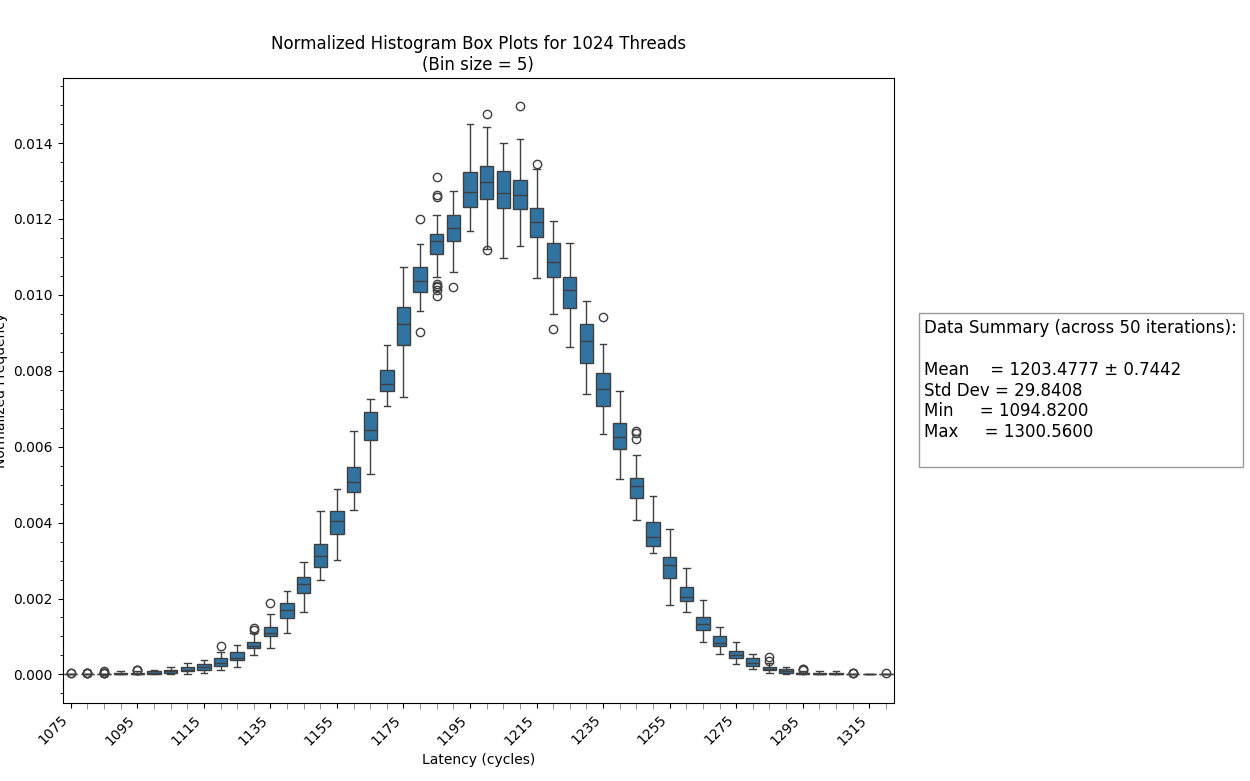 Normalized Histogram Box Plots for 1024 Threads
(Bin size = 5)
0.014
0.012
0.010
0.008
0.006
0.004
0.002
0.000
Normalized Frequency
1075
1095
1115
1135
1155
1175
1195
1215
1235
1255
1275
1295
1315
Latency (cycles)
Data Summary (across 50 iterations):
Mean = 1203.4777 ± 0.7442
Std Dev = 29.8408
Min = 1094.8200
Max = 1300.5600